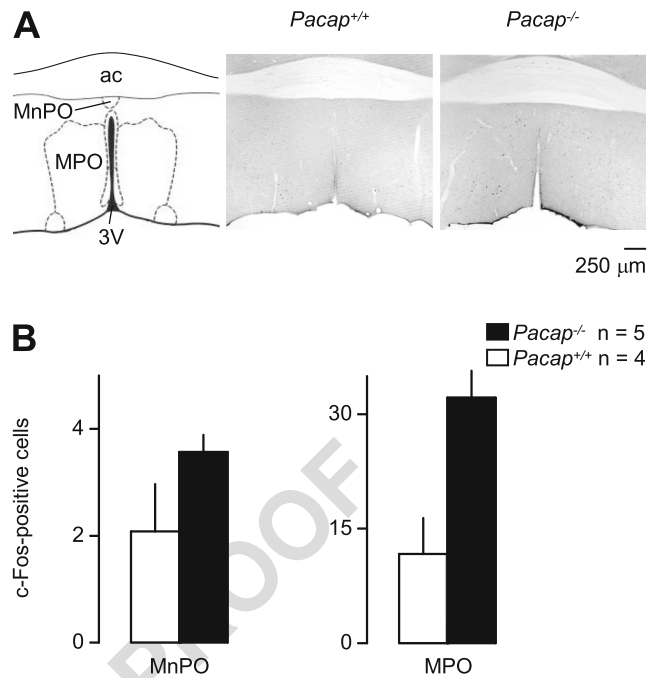 A
Pacap+/+
Pacap-/-
ac
MnPO
MPO
3V
250 μm
B
Pacap-/- n = 5
Pacap+/+ n = 4
c-Fos-positive cells
4
2
0
MnPO
30
15
0
MPO
PROOF